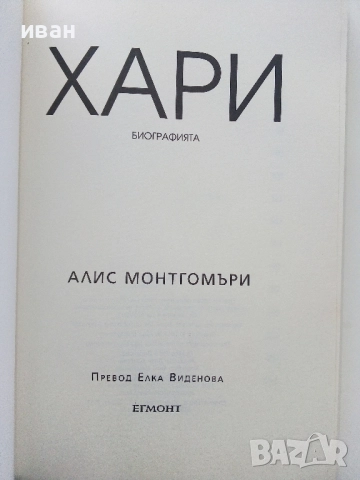 иван
ХАРИ
БИОГРАФИЯТА
АЛИС МОНТГОМЪРИ
ПРЕВОД ЕЛКА ВИДЕНОВА
ЕГМОНТ
BAZAR